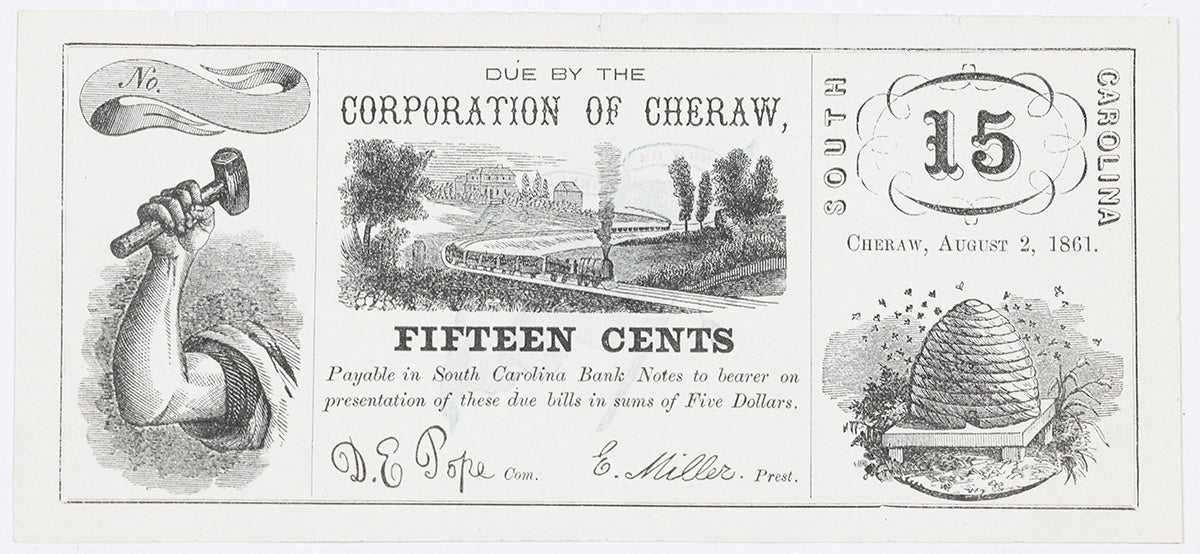 No.
DUE BY THE
CORPORATION OF CHERAW,
FIFTEEN CENTS
Payable in South Carolina Bank Notes to bearer on
presentation of these due bills in sums of Five Dollars.
D. E. Pope Com.
E. Miller. Prest.
SOUTH
15
CAROLINA
CHERAW, AUGUST 2, 1861.